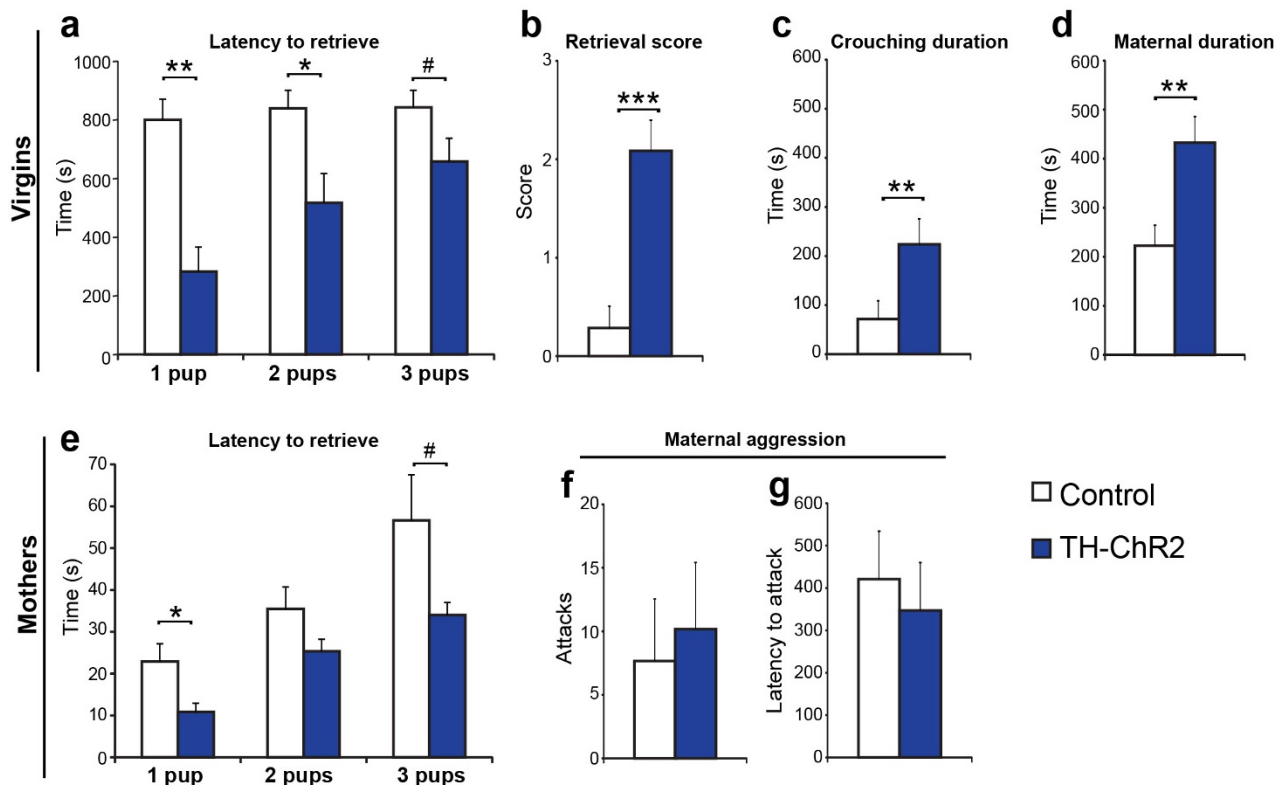 Virgins
a
Latency to retrieve
Time (s)
1000
800
600
400
200
0
**
*
#
1 pup
2 pups
3 pups
b
Retrieval score
Score
3
2
1
0
***
c
Crouching duration
Time (s)
600
500
400
300
200
100
0
**
d
Maternal duration
Time (s)
600
500
400
300
200
100
0
**
Mothers
e
Latency to retrieve
Time (s)
70
60
50
40
30
20
10
0
*
#
1 pup
2 pups
3 pups
Maternal aggression
f
Attacks
20
15
10
5
0
g
Latency to attack
600
500
400
300
200
100
0
Control
TH-ChR2